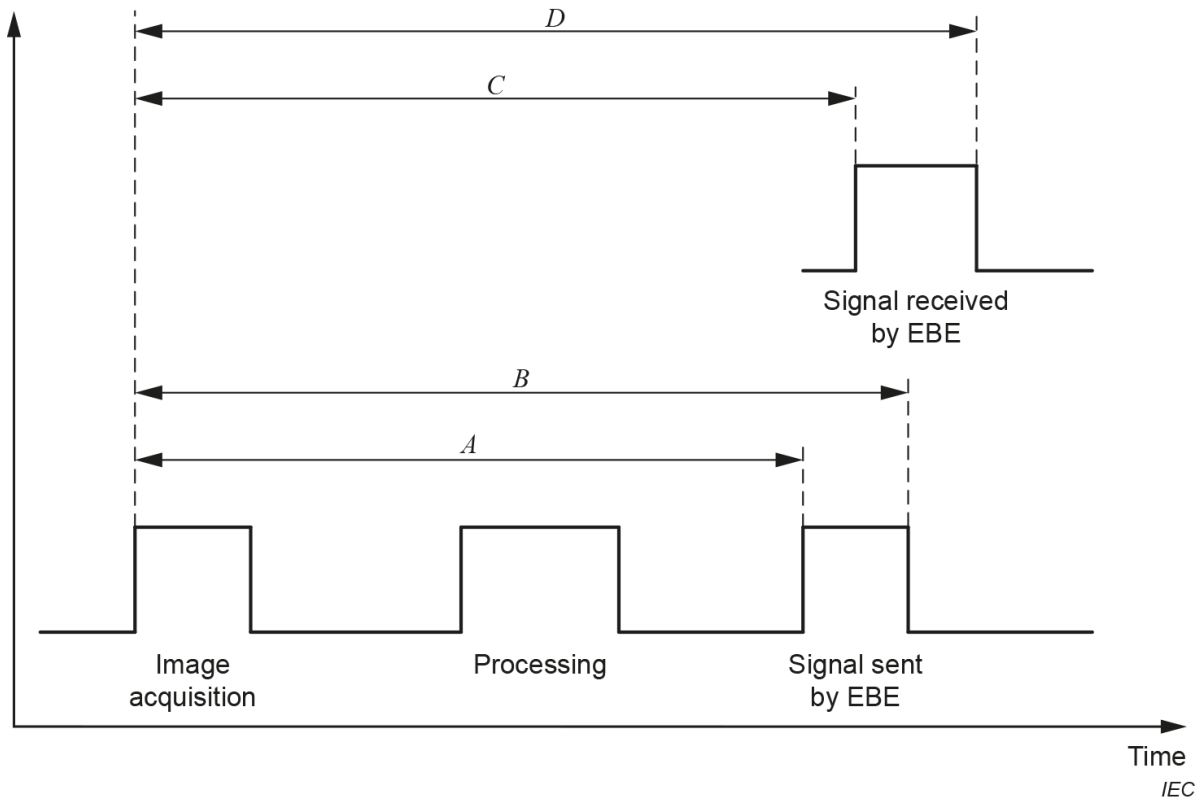 D
C
Signal received
by EBE
B
A
Image
acquisition
Processing
Signal sent
by EBE
Time
IEC